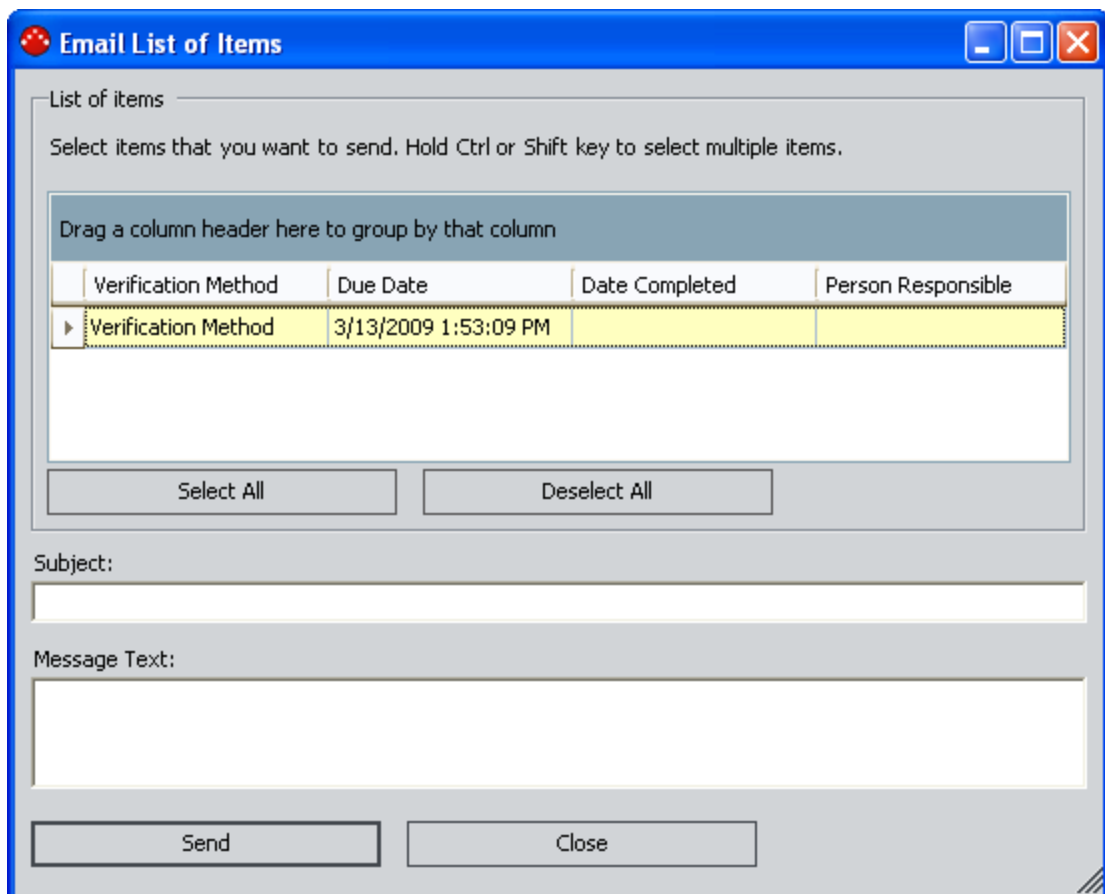 Email List of Items
List of items
Select items that you want to send. Hold Ctrl or Shift key to select multiple items.
Drag a column header here to group by that column
Verification Method Due Date Date Completed Person Responsible
Verification Method 3/13/2009 1:53:09 PM
Select All Deselect All
Subject:
Message Text:
Send Close